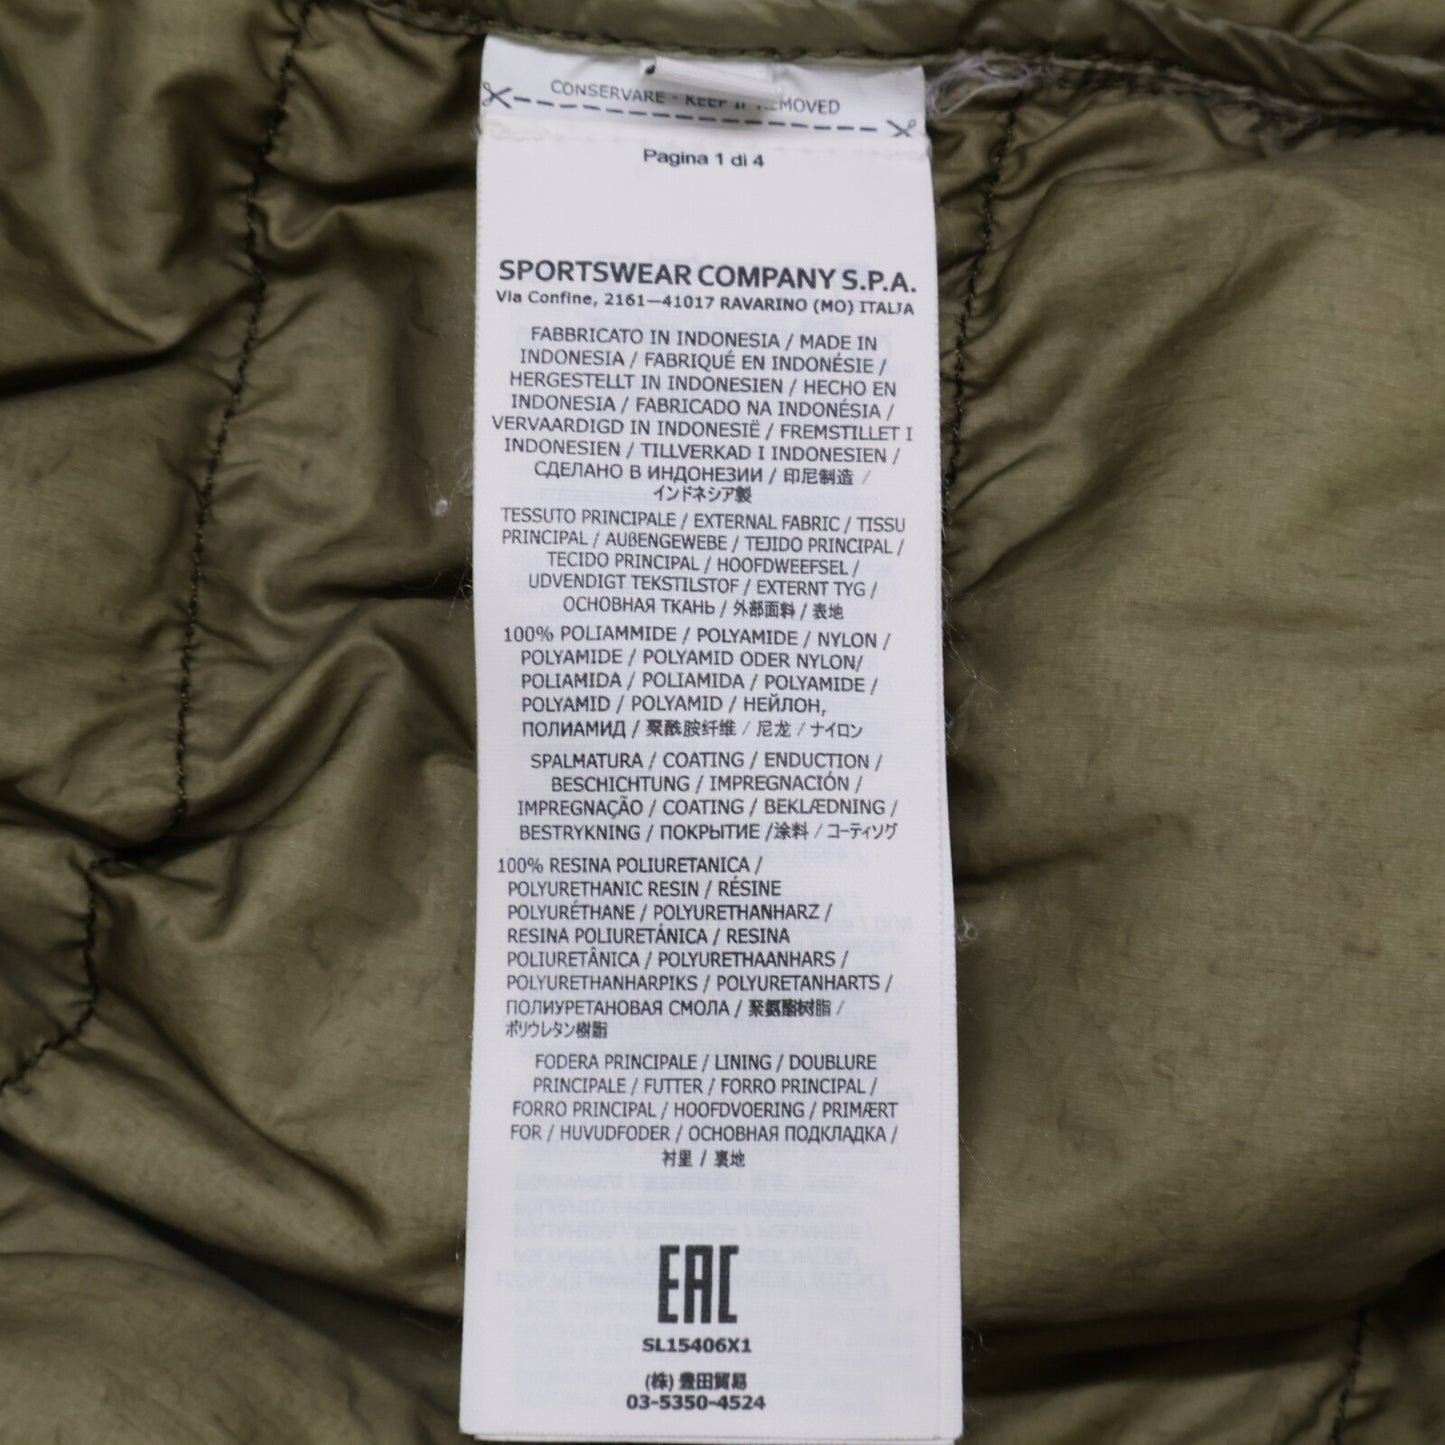 CONSERVARE - KEEP IF REMOVED
Pagina 1 di 4
SPORTSWEAR COMPANY S.P.A.
Via Confine, 2161—41017 RAVARINO (MO) ITALIA
FABBRICATO IN INDONESIA / MADE IN
INDONESIA / FABRIQUÉ EN INDONÉSIE /
HERGESTELLT IN INDONESIEN / HECHO EN
INDONESIA / FABRICADO NA INDONÉSIA /
VERVAARDIGD IN INDONESIË / FREMSTILLET I
INDONESIEN / TILLVERKAD I INDONESIEN /
СДЕЛАНО В ИНДОНЕЗИИ / 印尼制造 /
インドネシア製
TESSUTO PRINCIPALE / EXTERNAL FABRIC / TISSU
PRINCIPAL / AUßENGEWEBE / TEJIDO PRINCIPAL /
TECIDO PRINCIPAL / HOOFDWEEFSEL /
UDVENDIGT TEKSTILSTOF / EXTERNT TYG /
ОСНОВНАЯ ТКАНЬ / 外部面料 / 表地
100% POLIAMMIDE / POLYAMIDE / NYLON /
POLYAMIDE / POLYAMID ODER NYLON/
POLIAMIDA / POLIAMIDA / POLYAMIDE /
POLYAMID / POLYAMID / НЕЙЛОН,
ПОЛИАМИД / 聚酰胺纤维 / 尼龙 / ナイロン
SPALMATURA / COATING / ENDUCTION /
BESCHICHTUNG / IMPREGNACIÓN /
IMPREGNAÇÃO / COATING / BEKLÆDNING /
BESTRYKNING / ПОКРЫТИЕ /涂料 / コーティング
100% RESINA POLIURETANICA /
POLYURETHANIC RESIN / RÉSINE
POLYURÉTHANE / POLYURETHANHARZ /
RESINA POLIURETÁNICA / RESINA
POLIURETÂNICA / POLYURETHAANHARS /
POLYURETHANHARPIKS / POLYURETANHARTS /
ПОЛИУРЕТАНОВАЯ СМОЛА / 聚氨酯树脂 /
ポリウレタン樹脂
FODERA PRINCIPALE / LINING / DOUBLURE
PRINCIPALE / FUTTER / FORRO PRINCIPAL /
FORRO PRINCIPAL / HOOFDVOERING / PRIMÆRT
FOR / HUVUDFODER / ОСНОВНАЯ ПОДКЛАДКА /
衬里 / 裏地
EAC
SL15406X1
(株) 豊田貿易
03-5350-4524